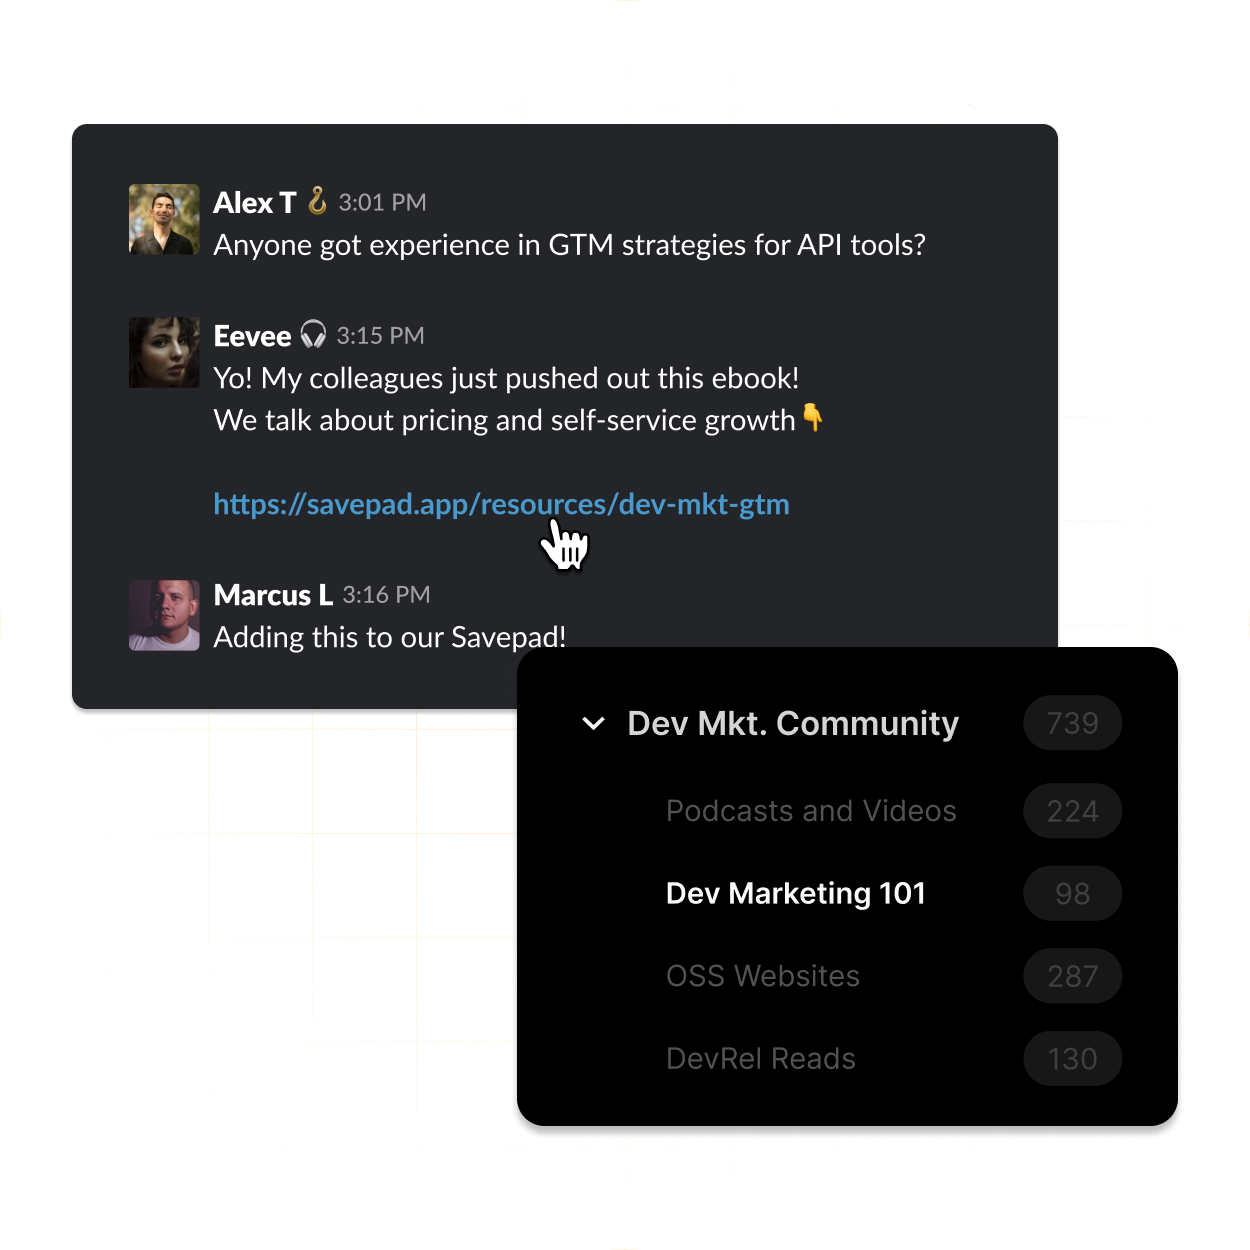 Alex T 🪝 3:01 PM
Anyone got experience in GTM strategies for API tools?
Eevee 🎧 3:15 PM
Yo! My colleagues just pushed out this ebook!
We talk about pricing and self-service growth👇
https://savepad.app/resources/dev-mkt-gtm
Marcus L 3:16 PM
Adding this to our Savepad!
Dev Mkt. Community 739
Podcasts and Videos 224
Dev Marketing 101 98
OSS Websites 287
DevRel Reads 130